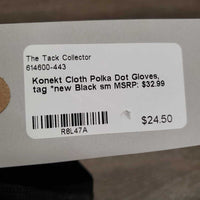 The Tack Collector
614600-443
Konekt Cloth Polka Dot Gloves,
tag *new Black sm MSRP: $32.99
R8L47A
$24.50